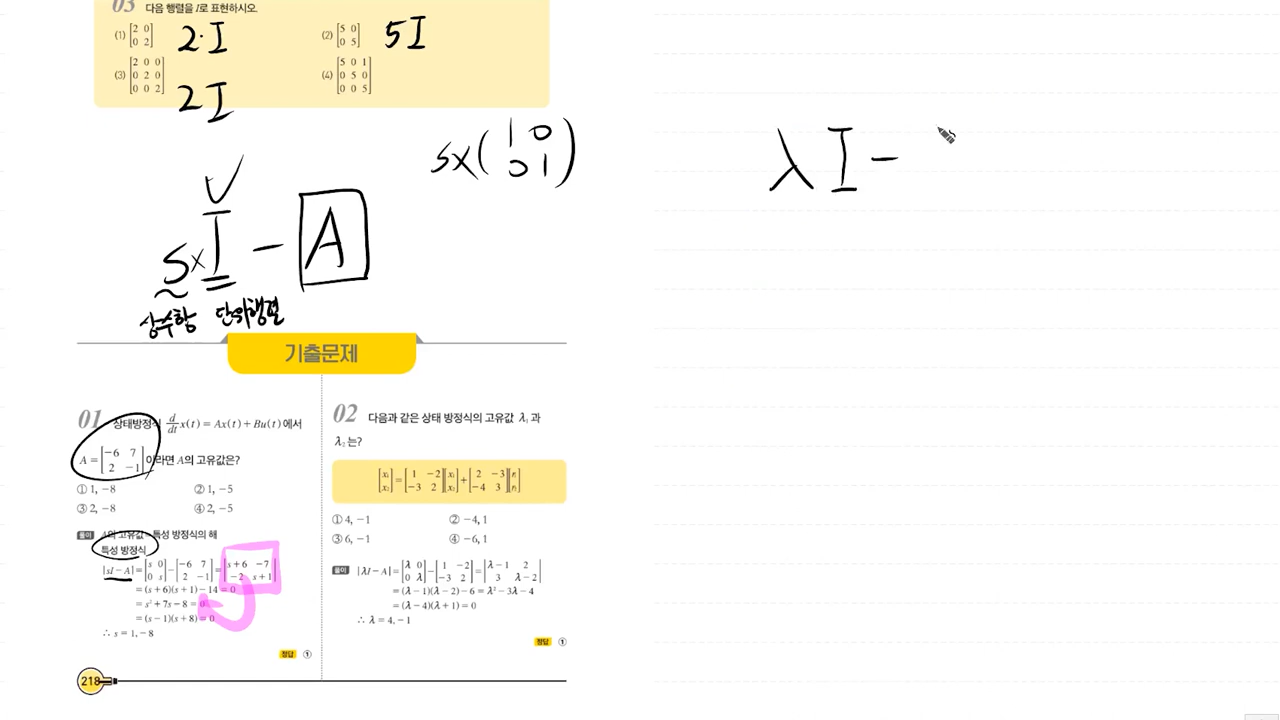 03 다음 행렬을 I로 표현하시오.
(1) [2 0
0 2] 2·I
(2) [5 0
0 5] 5I
(3) [2 0 0
0 2 0
0 0 2] 2I
(4) [5 0 1
0 5 0
0 0 5]
s×(1 0
0 1)
s×I - A
상수항 단위행렬
λI -
기출문제
01 상태방정식 d/dt x(t) = Ax(t) + Bu(t)에서
A = [-6 7
2 -1] 이라면 A의 고유값은?
① 1, -8 ② 1, -5
③ 2, -8 ④ 2, -5
풀이 A의 고유값 = 특성 방정식의 해
특성 방정식
|sI-A| = [s 0
0 s] - [-6 7
2 -1] = [s+6 -7
-2 s+1]
= (s+6)(s+1)-14 = 0
= s²+7s-8 = 0
= (s-1)(s+8) = 0
∴ s = 1, -8
정답 ①
02 다음과 같은 상태 방정식의 고유값 λ₁과
λ₂는?
[x₁
x₂] = [1 -2
-3 2][x₁
x₂] + [2 -3
-4 3][r₁
r₂]
① 4, -1 ② -4, 1
③ 6, -1 ④ -6, 1
풀이 |λI-A| = [λ 0
0 λ] - [1 -2
-3 2] = [λ-1 2
3 λ-2]
= (λ-1)(λ-2)-6 = λ²-3λ-4
= (λ-4)(λ+1) = 0
∴ λ = 4, -1
정답 ①
218